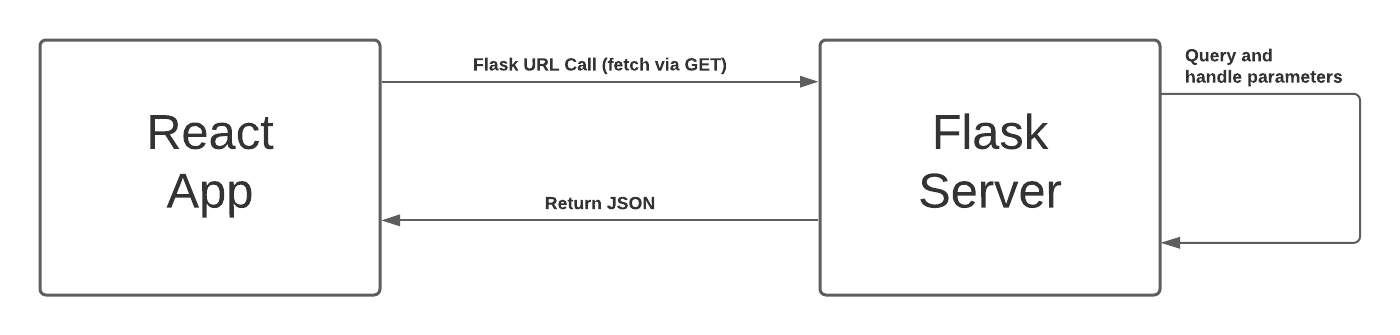 React
App
Flask URL Call (fetch via GET)
Return JSON
Flask
Server
Query and
handle parameters